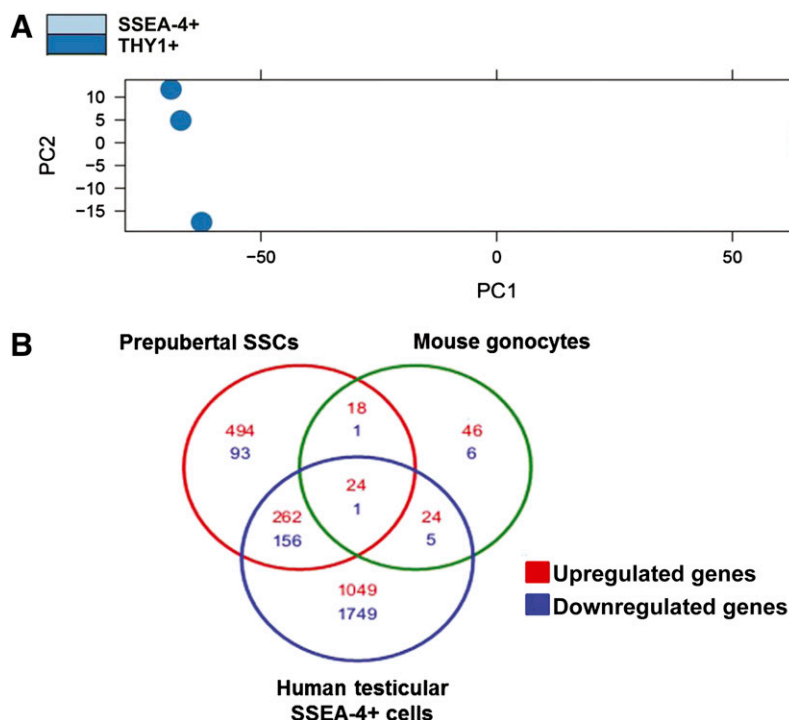 A
SSEA-4+
THY1+
10
5
0
−5
−10
−15
PC2
−50
0
50
PC1
B
Prepubertal SSCs
Mouse gonocytes
494
93
18
1
46
6
24
1
262
156
24
5
1049
1749
Upregulated genes
Downregulated genes
Human testicular
SSEA-4+ cells